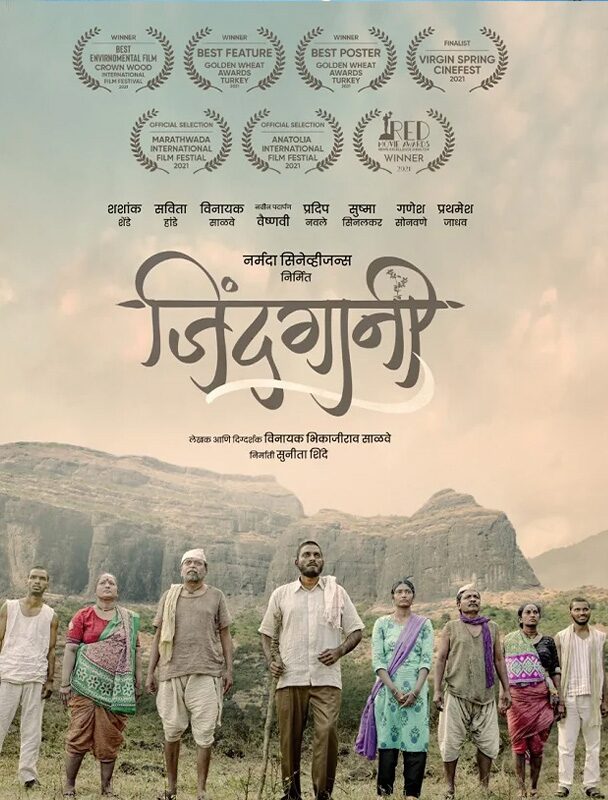 WINNER
BEST
ENVIRNOMENTAL FILM
CROWN WOOD
INTERNATIONAL
FILM FESTIVAL
2021
WINNER
BEST FEATURE
GOLDEN WHEAT
AWARDS
TURKEY
2021
WINNER
BEST POSTER
GOLDEN WHEAT
AWARDS
TURKEY
2021
FINALIST
VIRGIN SPRING
CINEFEST
2021
OFFICIAL SELECTION
MARATHWADA
INTERNATIONAL
FILM FESTIAL
2021
OFFICIAL SELECTION
ANATOLIA
INTERNATIONAL
FILM FESTIAL
2021
RED
MOVIE AWARDS
WINNER
2021
शशांक सविता विनायक नवीन पदार्पण प्रदिप सुष्मा गणेश प्रथमेश
शेंडे हांडे साळवे वैष्णवी नवले सिनलकर सोनवणे जाधव
नर्मदा सिनेव्हीजन्स
निर्मित
जिंदगानी
लेखक आणि दिग्दर्शक विनायक भिकाजीराव साळवे
निर्माती सुनीता शिंदे